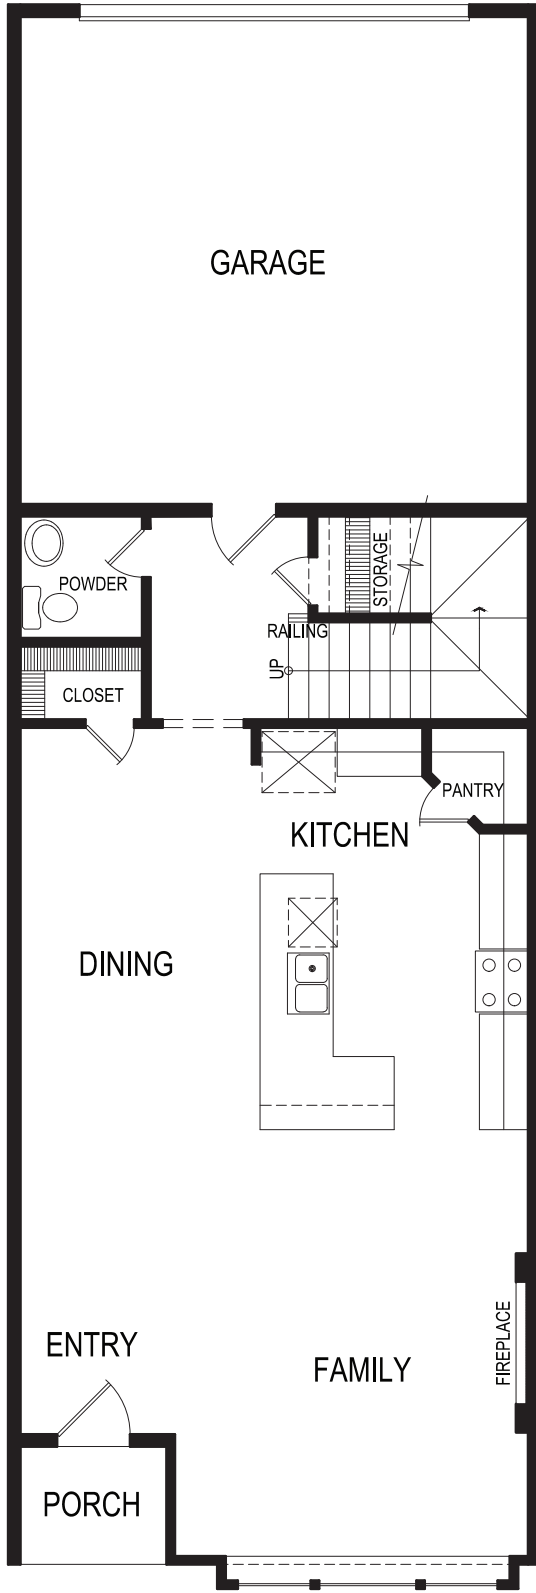 GARAGE
STORAGE
POWDER
RAILING
UP
CLOSET
PANTRY
KITCHEN
DINING
FIREPLACE
ENTRY
FAMILY
PORCH